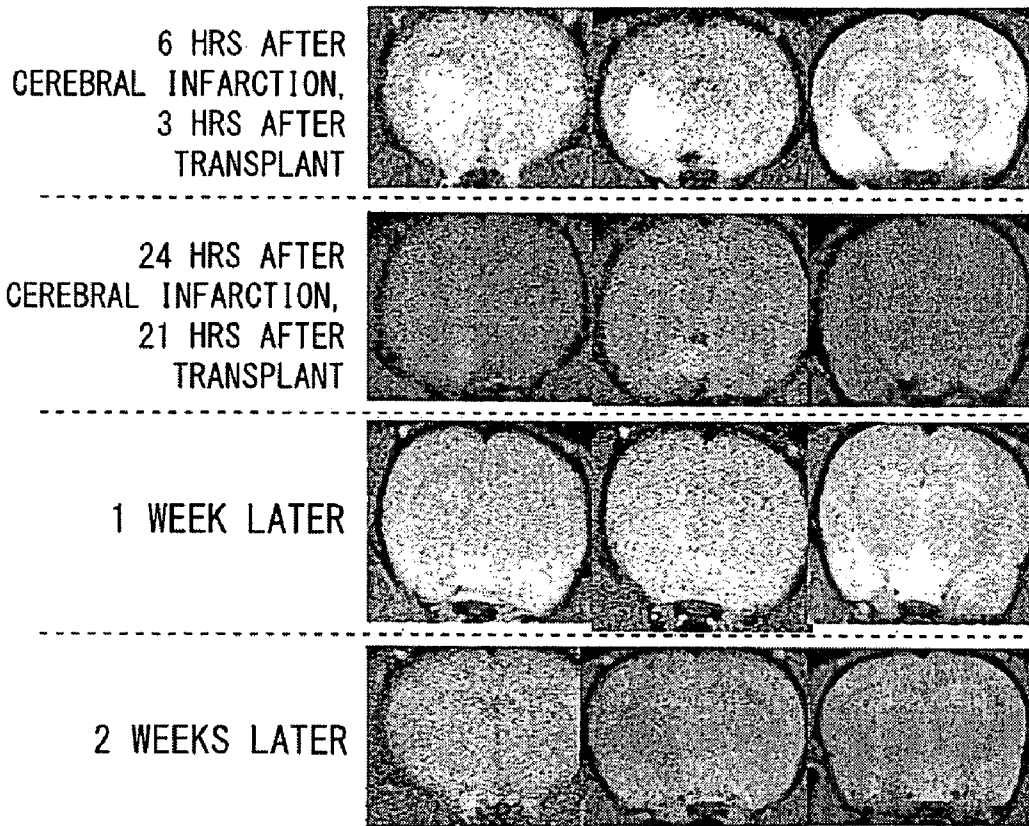 6 HRS AFTER
CEREBRAL INFARCTION,
3 HRS AFTER
TRANSPLANT
24 HRS AFTER
CEREBRAL INFARCTION,
21 HRS AFTER
TRANSPLANT
1 WEEK LATER
2 WEEKS LATER